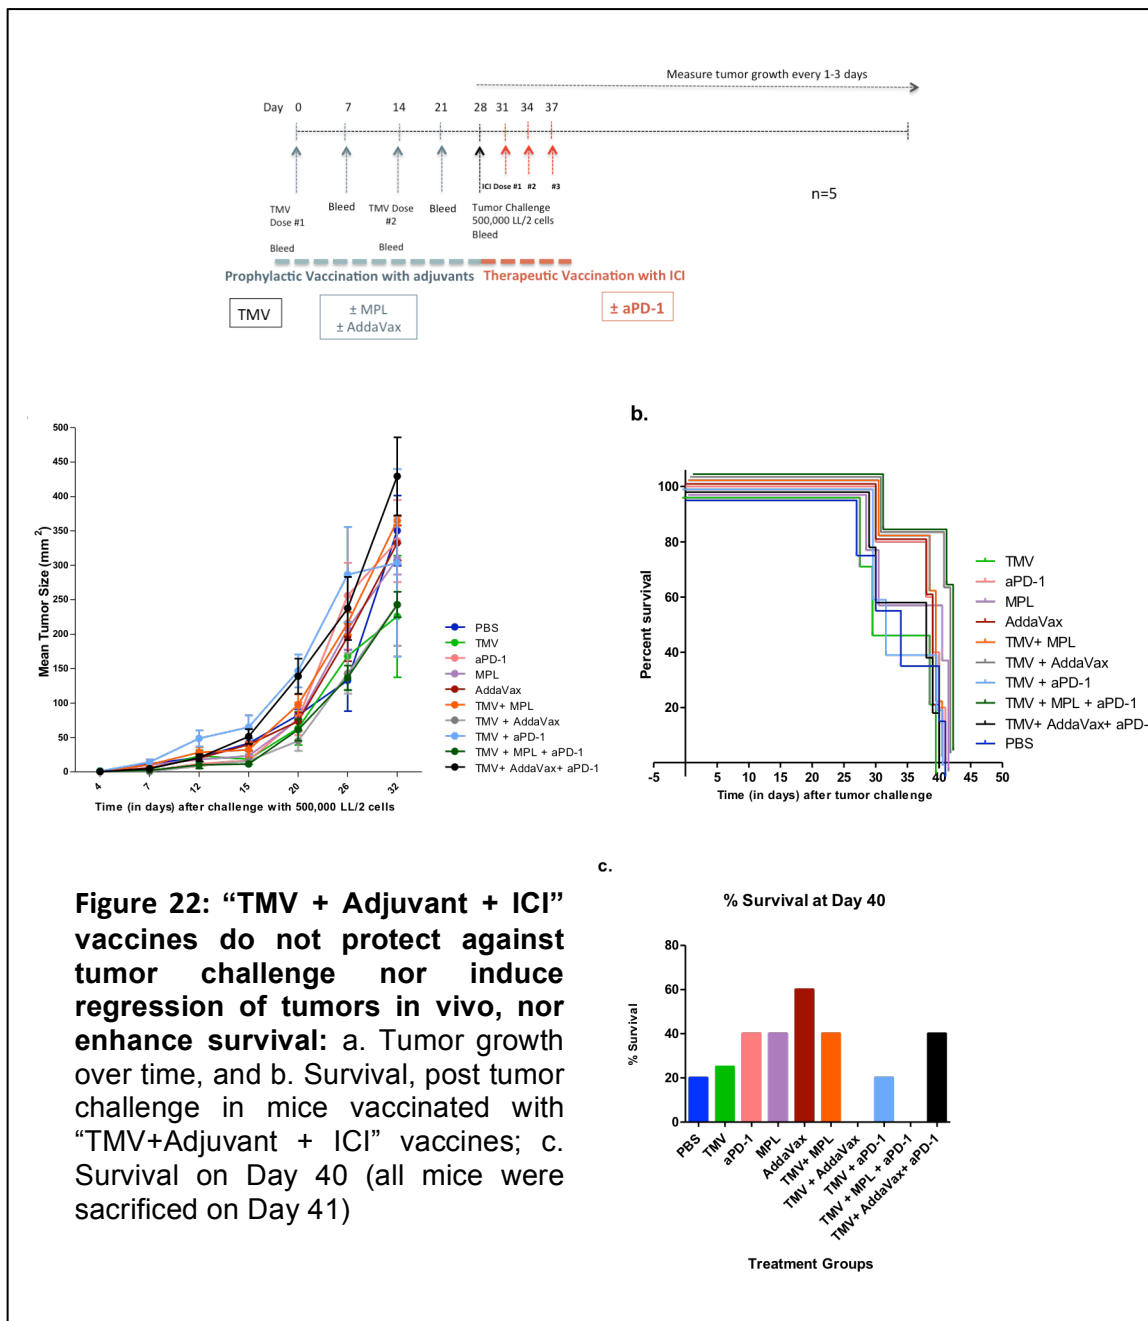 Measure tumor growth every 1-3 days
Day 0 7 14 21 28 31 34 37
ICI Dose #1 #2 #3
n=5
TMV Dose #1
Bleed
Bleed
TMV Dose #2
Bleed
Bleed
Tumor Challenge
500,000 LL/2 cells
Bleed
Prophylactic Vaccination with adjuvants
Therapeutic Vaccination with ICI
TMV
± MPL
± AddaVax
± aPD-1
Mean Tumor Size (mm 2)
500
450
400
350
300
250
200
150
100
50
0
4 7 12 15 20 26 32
Time (in days) after challenge with 500,000 LL/2 cells
PBS
TMV
aPD-1
MPL
AddaVax
TMV+ MPL
TMV + AddaVax
TMV + aPD-1
TMV + MPL + aPD-1
TMV+ AddaVax+ aPD-1
b.
Percent survival
100
80
60
40
20
-5 0 5 10 15 20 25 30 35 40 45 50
Time (in days) after tumor challenge
TMV
aPD-1
MPL
AddaVax
TMV+ MPL
TMV + AddaVax
TMV + aPD-1
TMV + MPL + aPD-1
TMV+ AddaVax+ aPD-
PBS
Figure 22: “TMV + Adjuvant + ICI”
vaccines do not protect against
tumor challenge nor induce
regression of tumors in vivo, nor
enhance survival: a. Tumor growth
over time, and b. Survival, post tumor
challenge in mice vaccinated with
“TMV+Adjuvant + ICI” vaccines; c.
Survival on Day 40 (all mice were
sacrificed on Day 41)
c.
% Survival at Day 40
% Survival
80
60
40
20
0
PBS
TMV
aPD-1
MPL
AddaVax
TMV+ MPL
TMV + AddaVax
TMV + aPD-1
TMV + MPL + aPD-1
TMV+ AddaVax+ aPD-1
Treatment Groups